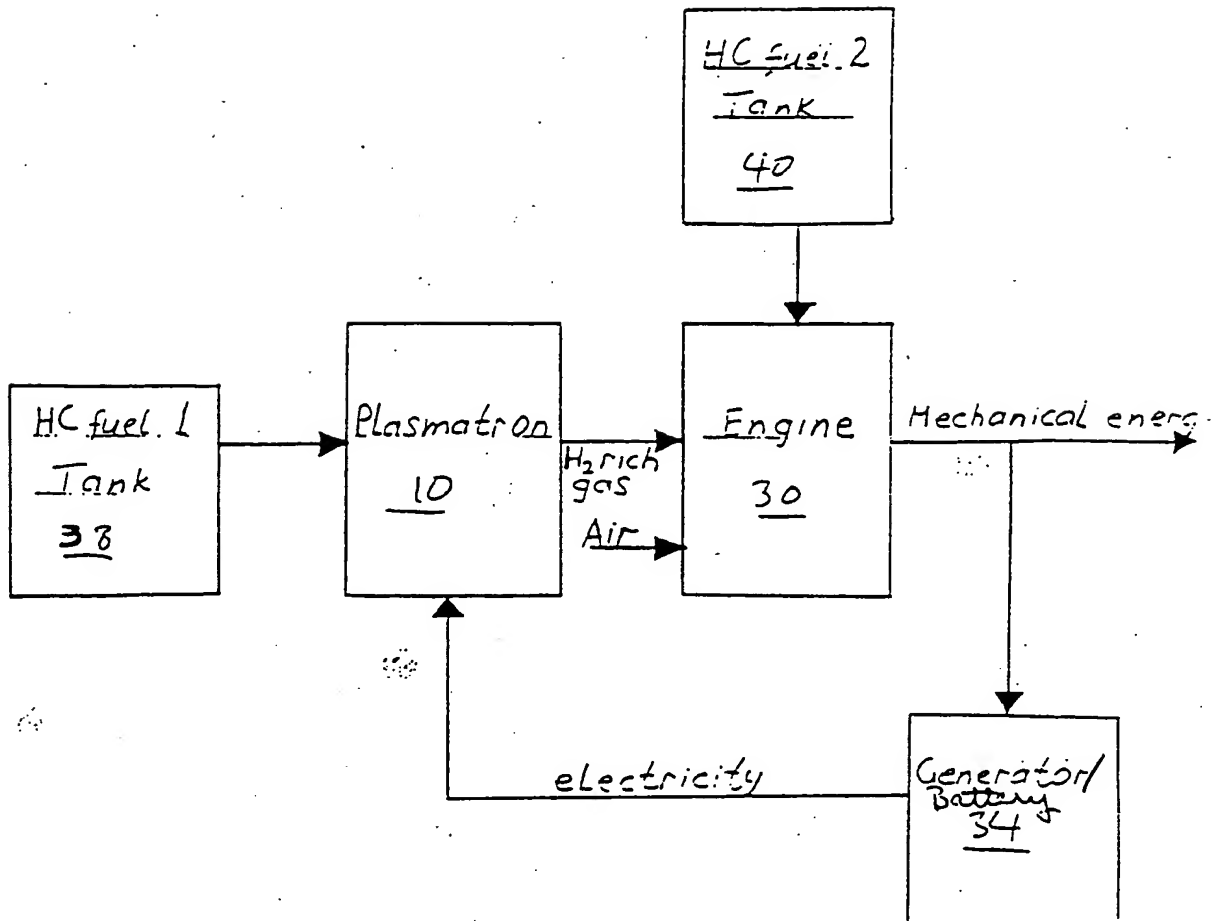 HC fuel 2
Tank
40
HC fuel 1
Tank
38
Plasmatron
10
H2 rich
gas
Air
Engine
30
Mechanical energ
electricity
Generator/
Battery
34